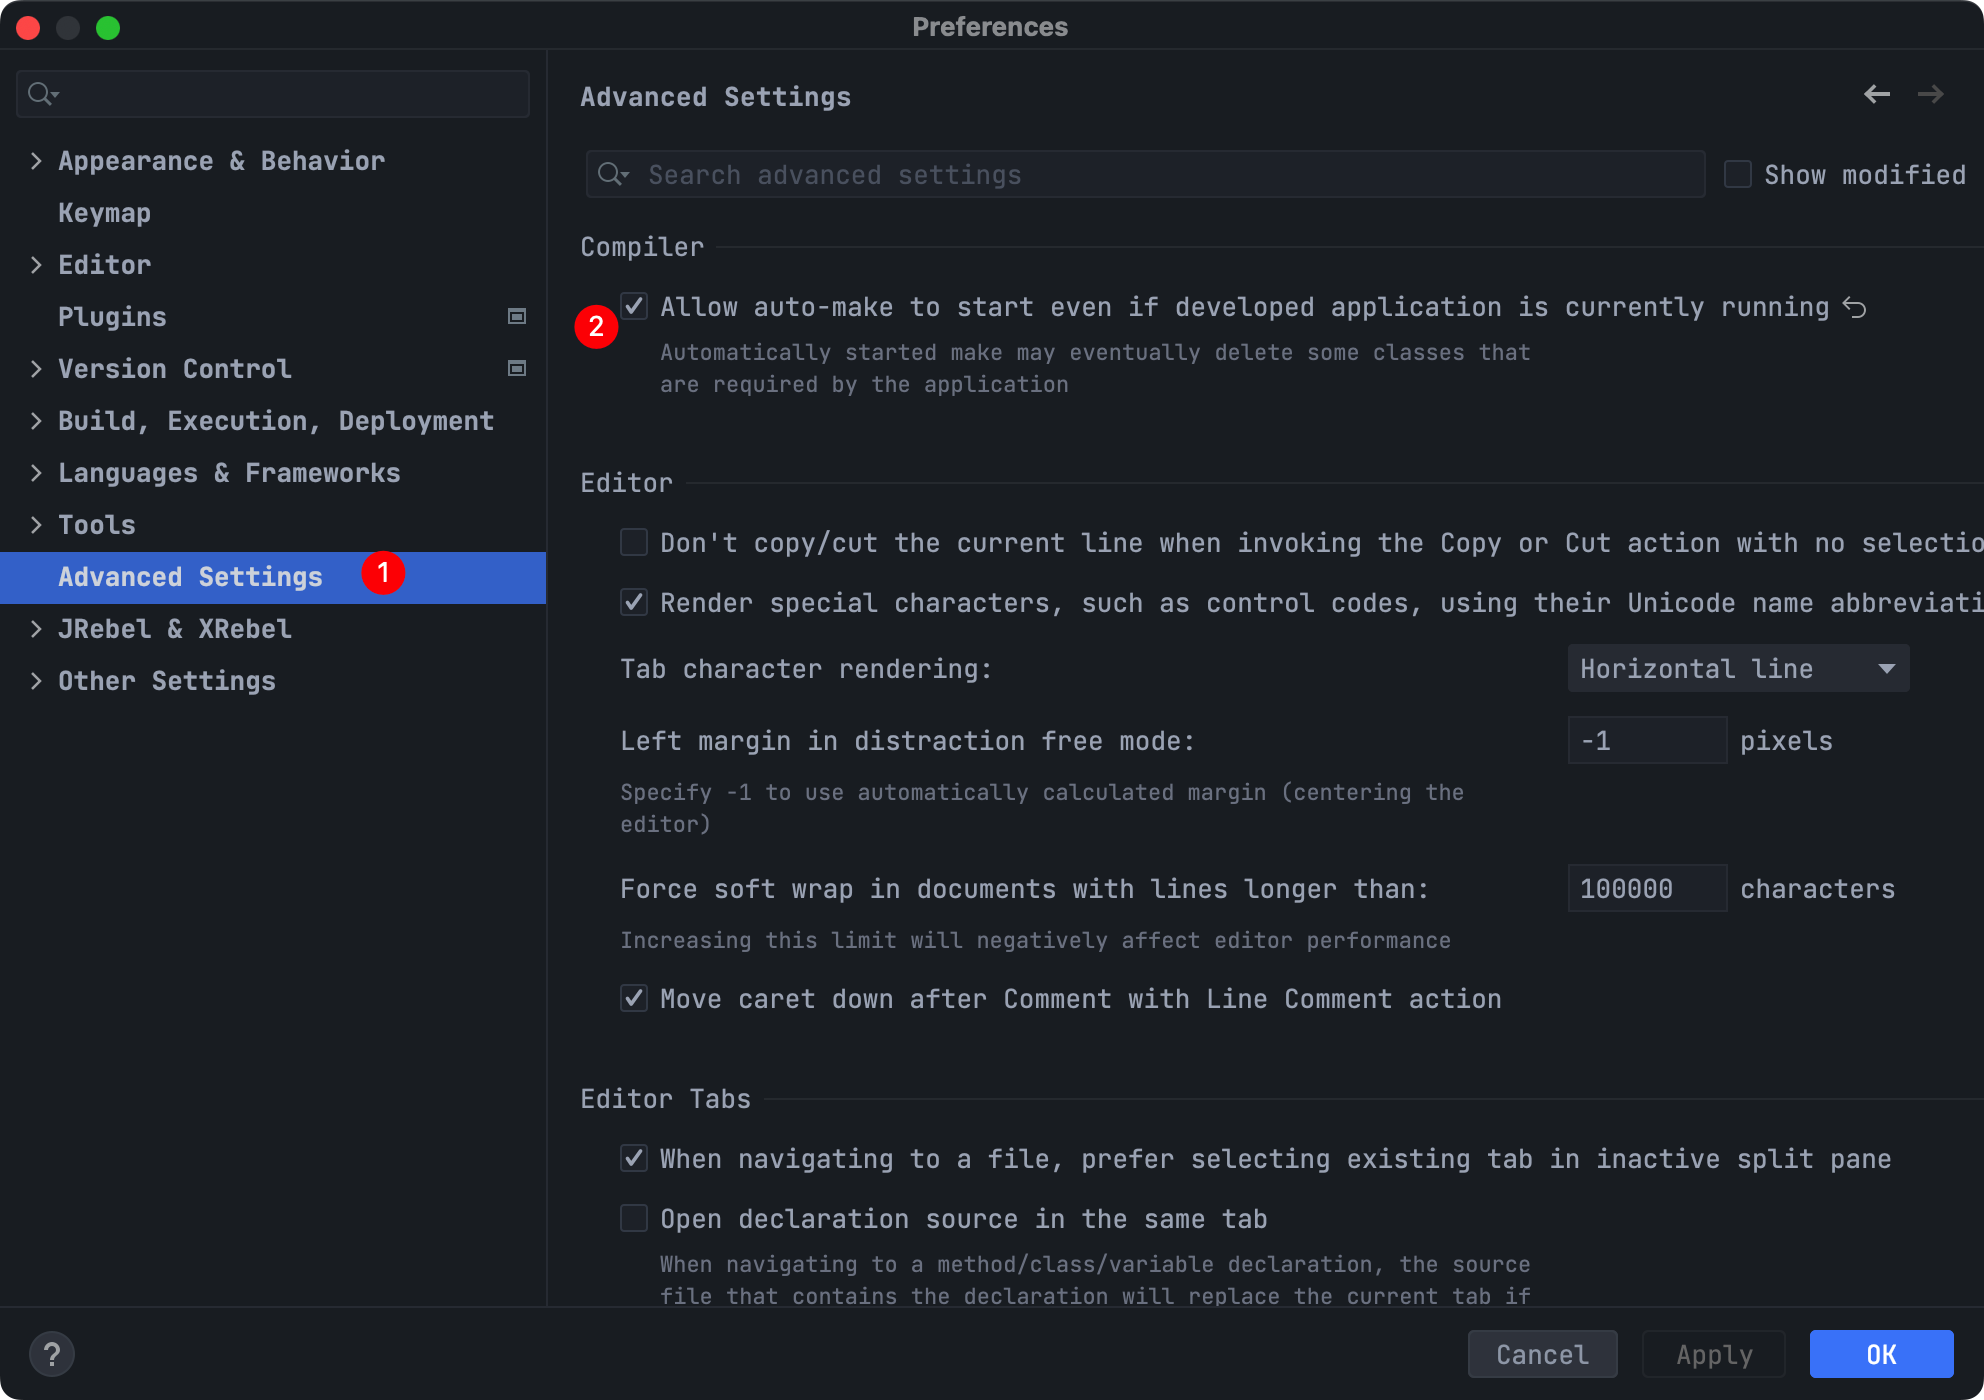 Preferences
Appearance & Behavior
Keymap
Editor
Plugins
Version Control
Build, Execution, Deployment
Languages & Frameworks
Tools
Advanced Settings
1
JRebel & XRebel
Other Settings
Advanced Settings
Search advanced settings
Show modified
Compiler
2
Allow auto-make to start even if developed application is currently running
Automatically started make may eventually delete some classes that
are required by the application
Editor
Don't copy/cut the current line when invoking the Copy or Cut action with no selectio
Render special characters, such as control codes, using their Unicode name abbreviati
Tab character rendering: Horizontal line
Left margin in distraction free mode: -1 pixels
Specify -1 to use automatically calculated margin (centering the
editor)
Force soft wrap in documents with lines longer than: 100000 characters
Increasing this limit will negatively affect editor performance
Move caret down after Comment with Line Comment action
Editor Tabs
When navigating to a file, prefer selecting existing tab in inactive split pane
Open declaration source in the same tab
When navigating to a method/class/variable declaration, the source
file that contains the declaration will replace the current tab if
?
Cancel
Apply
OK